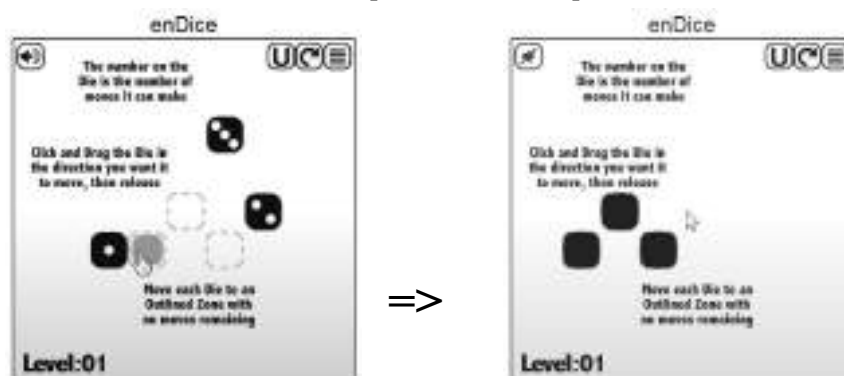 enDice
The number on the
Die is the number of
moves it can make
Click and Drag the Die in
the direction you want it
to move, then release
Move each Die to an
Outlined Zone with
no moves remaining
Level:01
=>
enDice
The number on the
Die is the number of
moves it can make
Click and Drag the Die in
the direction you want it
to move, then release
Move each Die to an
Outlined Zone with
no moves remaining
Level:01